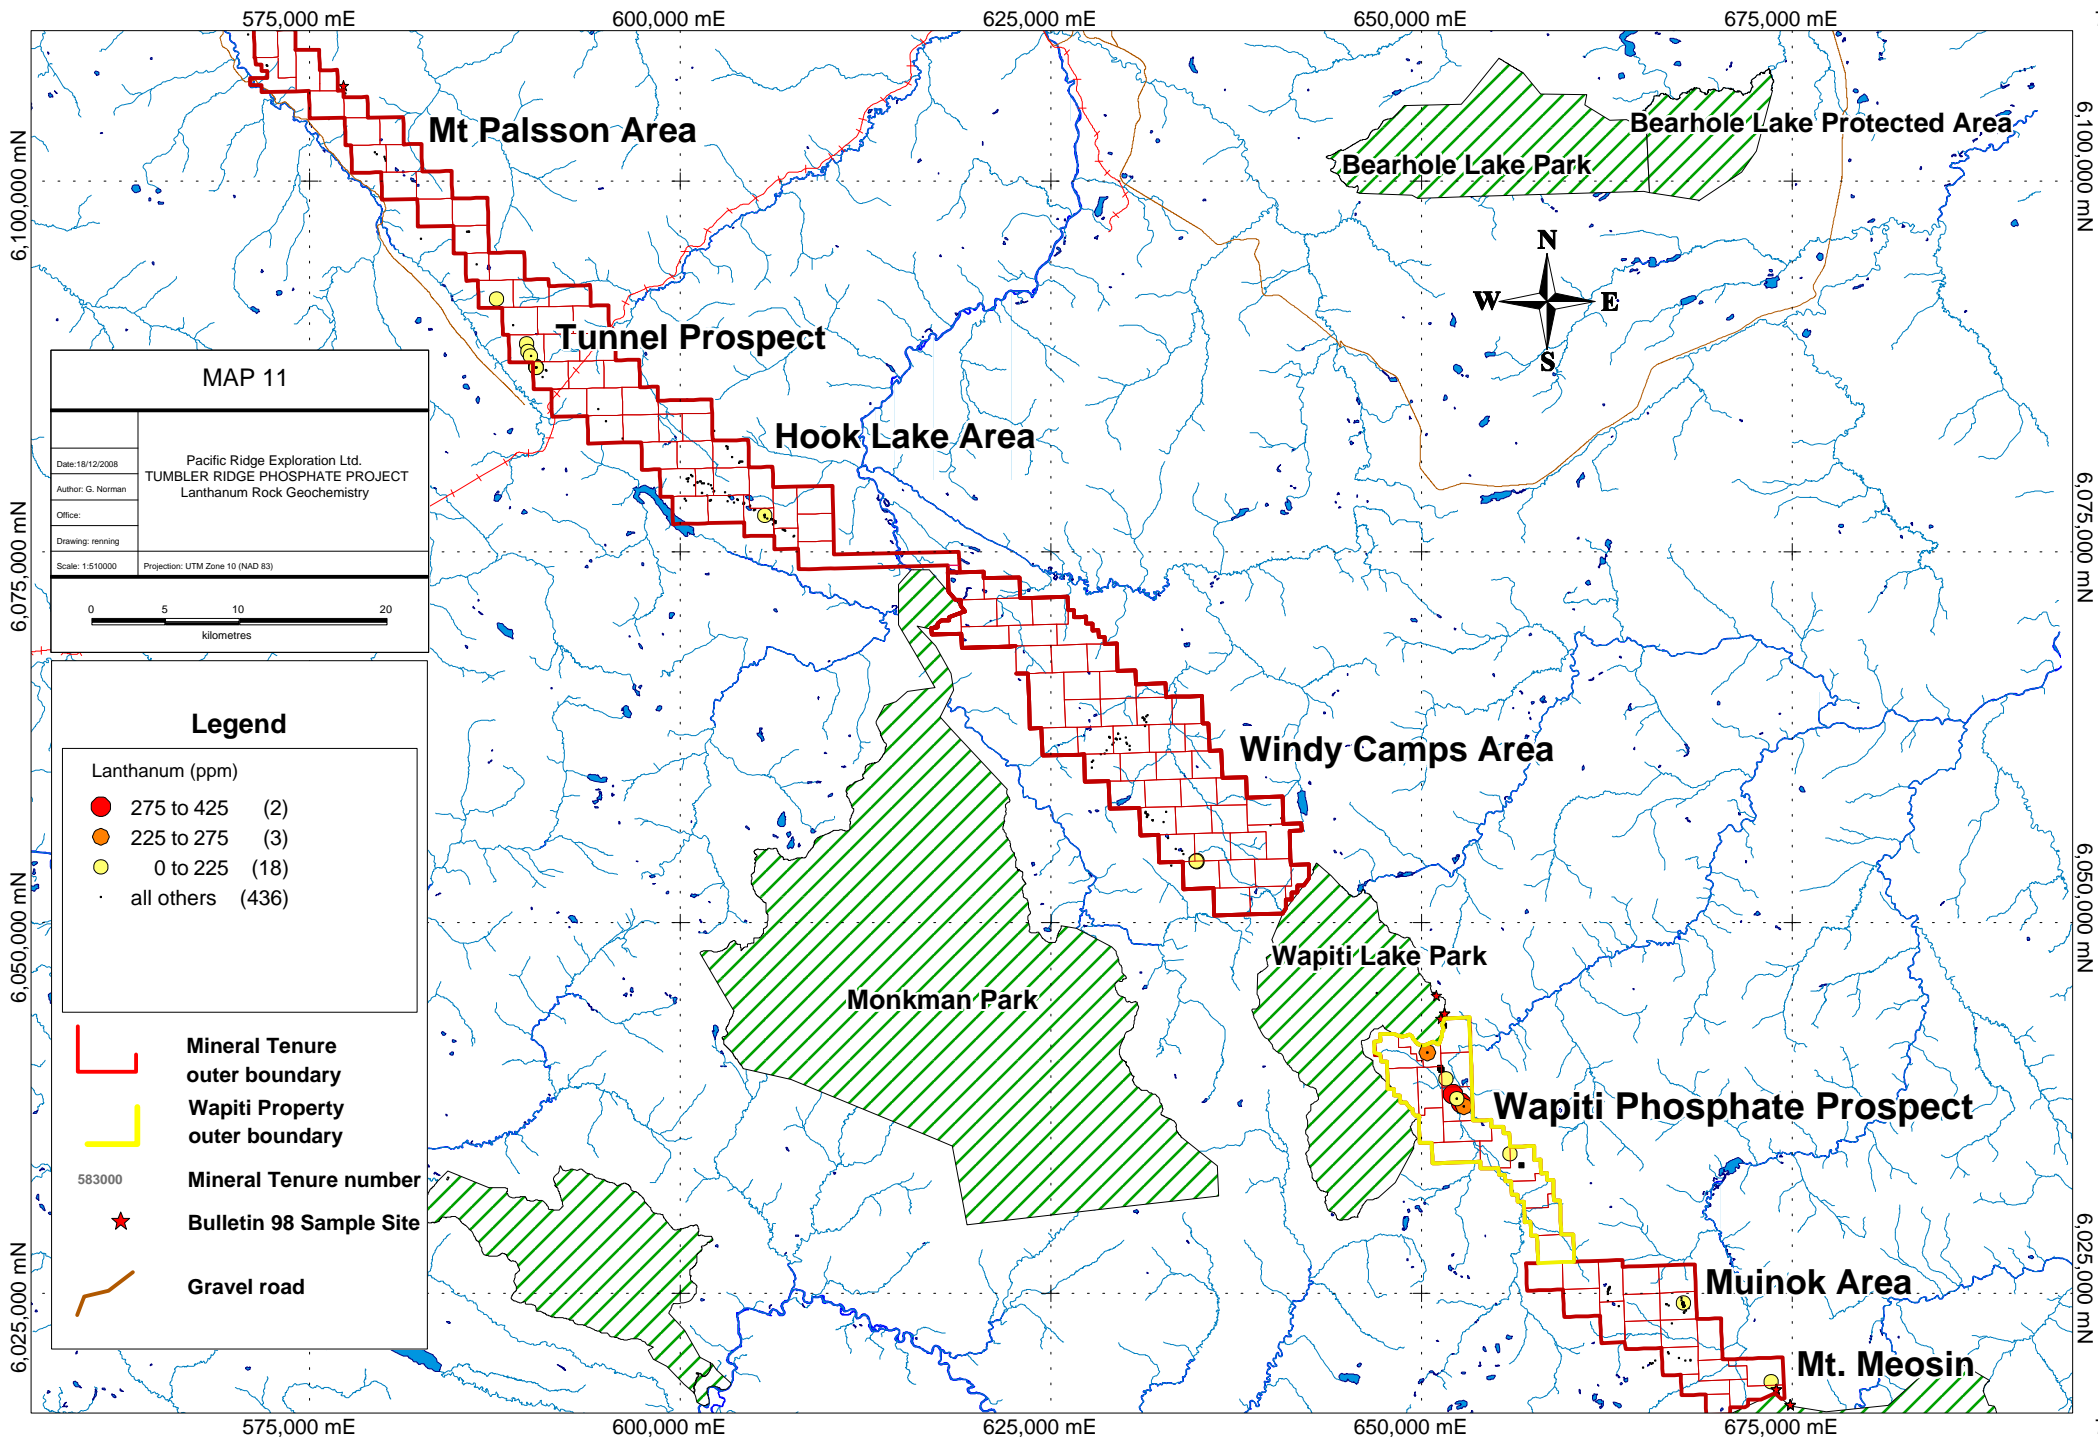 575,000 mE
600,000 mE
625,000 mE
650,000 mE
675,000 mE
6,100,000 mN
6,075,000 mN
6,050,000 mN
6,025,000 mN
6,100,000 mN
6,075,000 mN
6,050,000 mN
6,025,000 mN
Mt Palsson Area
Bearhole Lake Protected Area
Bearhole Lake Park
N
W
E
S
Tunnel Prospect
Hook Lake Area
MAP 11
Date:18/12/2008
Author: G. Norman
Office:
Drawing: renning
Scale: 1:510000
Pacific Ridge Exploration Ltd.
TUMBLER RIDGE PHOSPHATE PROJECT
Lanthanum Rock Geochemistry
Projection: UTM Zone 10 (NAD 83)
0
5
10
20
kilometres
Legend
Lanthanum (ppm)
275 to 425 (2)
225 to 275 (3)
0 to 225 (18)
all others (436)
Mineral Tenure
outer boundary
Wapiti Property
outer boundary
583000
Mineral Tenure number
Bulletin 98 Sample Site
Gravel road
Windy Camps Area
Wapiti Lake Park
Monkman Park
Wapiti Phosphate Prospect
Muinok Area
Mt. Meosin
575,000 mE
600,000 mE
625,000 mE
650,000 mE
675,000 mE